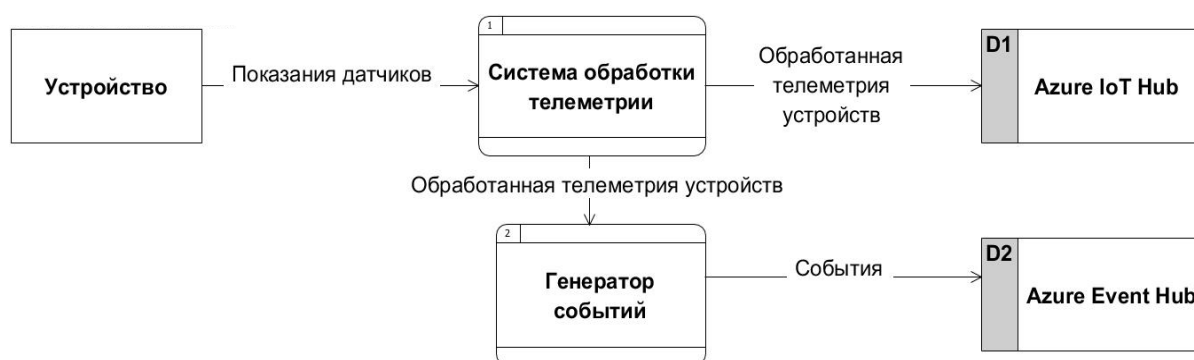 1
D1
Устройство
Показания датчиков
Система обработки
телеметрии
Обработанная
телеметрия
устройств
Azure IoT Hub
Обработанная телеметрия устройств
2
D2
Генератор
событий
События
Azure Event Hub